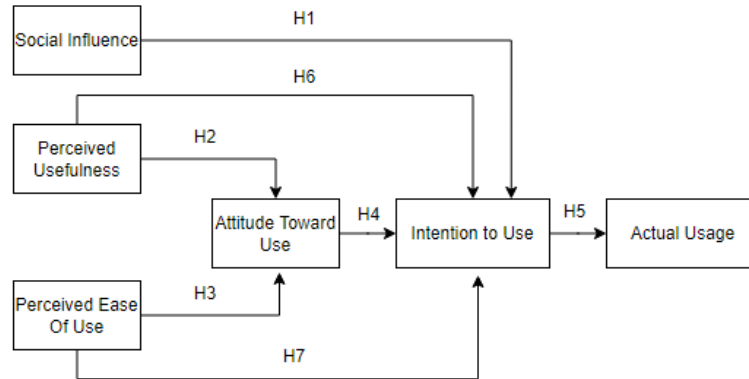 H1
Social Influence
H6
H2
Perceived
Usefulness
Attitude Toward
Use
H4
Intention to Use
H5
Actual Usage
H3
Perceived Ease
Of Use
H7